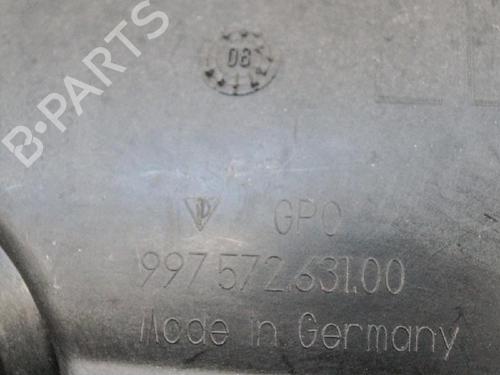 08
B-PARTS
GPO
997.572.631.00
Made in Germany